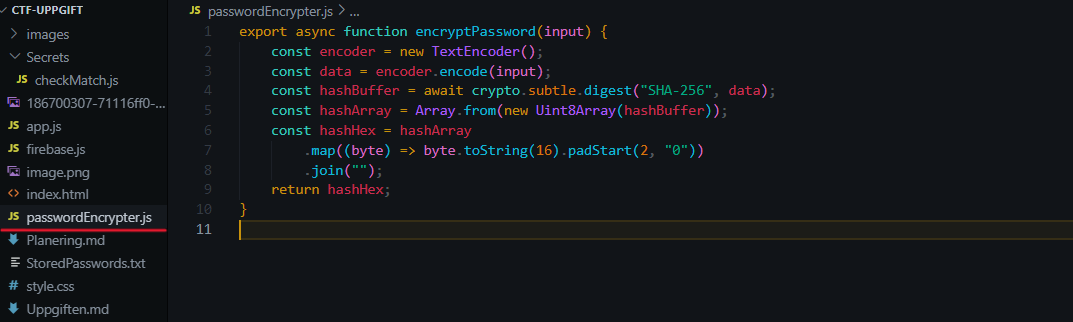 CTF-UPPGIFT
images
Secrets
JS checkMatch.js
186700307-71116ff0-...
JS app.js
JS firebase.js
image.png
<> index.html
JS passwordEncrypter.js
Planering.md
StoredPasswords.txt
# style.css
Uppgiften.md
JS passwordEncrypter.js > ...
1 export async function encryptPassword(input) {
2 const encoder = new TextEncoder();
3 const data = encoder.encode(input);
4 const hashBuffer = await crypto.subtle.digest("SHA-256", data);
5 const hashArray = Array.from(new Uint8Array(hashBuffer));
6 const hashHex = hashArray
7 .map((byte) => byte.toString(16).padStart(2, "0"))
8 .join("");
9 return hashHex;
10 }
11